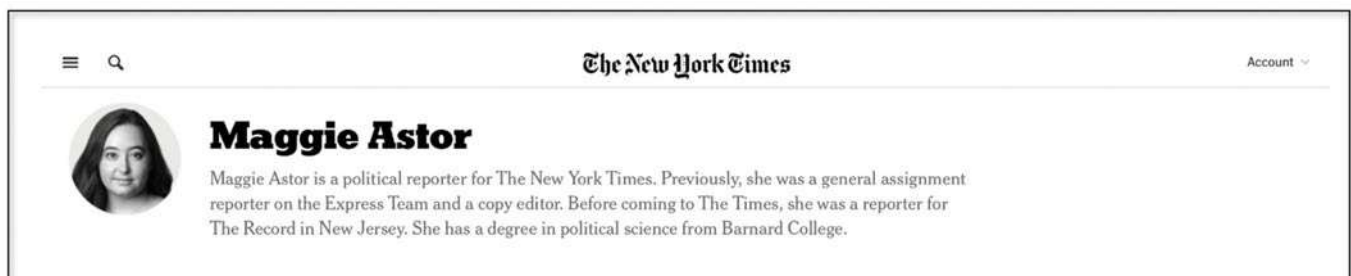 The New York Times
Account
Maggie Astor
Maggie Astor is a political reporter for The New York Times. Previously, she was a general assignment
reporter on the Express Team and a copy editor. Before coming to The Times, she was a reporter for
The Record in New Jersey. She has a degree in political science from Barnard College.